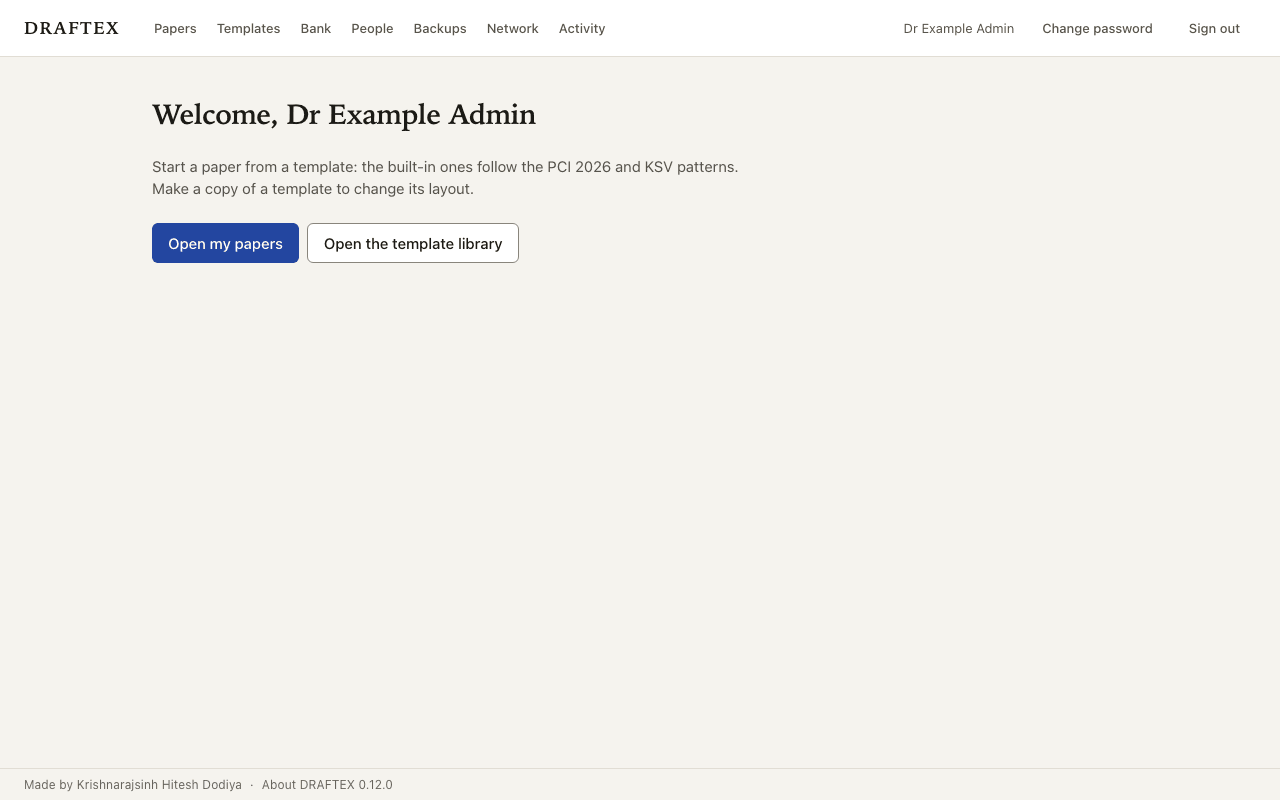 DRAFTEX Papers Templates Bank People Backups Network Activity Dr Example Admin Change password Sign out
Welcome, Dr Example Admin
Start a paper from a template: the built-in ones follow the PCI 2026 and KSV patterns.
Make a copy of a template to change its layout.
Open my papers Open the template library
Made by Krishnarajsinh Hitesh Dodiya · About DRAFTEX 0.12.0